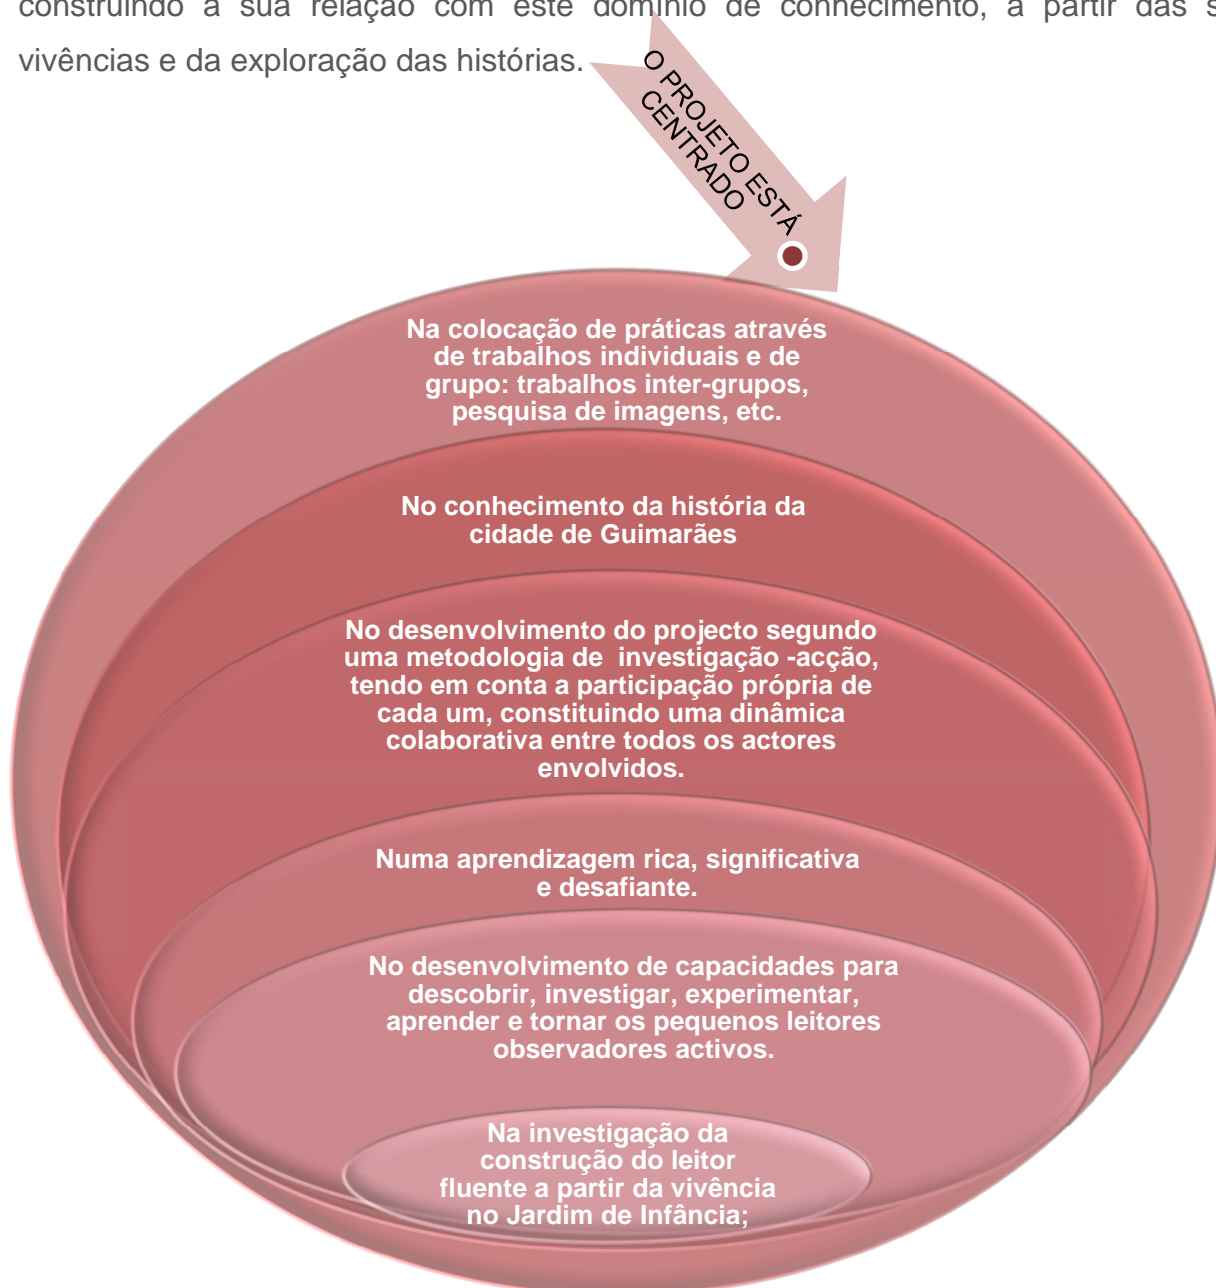 construindo a sua relação com este domínio de conhecimento, a partir das
vivências e da exploração das histórias.
O PROJETO ESTÁ
CENTRADO
Na colocação de práticas através
de trabalhos individuais e de
grupo: trabalhos inter-grupos,
pesquisa de imagens, etc.
No conhecimento da história da
cidade de Guimarães
No desenvolvimento do projecto segundo
uma metodologia de investigação -acção,
tendo em conta a participação própria de
cada um, constituindo uma dinâmica
colaborativa entre todos os actores
envolvidos.
Numa aprendizagem rica, significativa
e desafiante.
No desenvolvimento de capacidades para
descobrir, investigar, experimentar,
aprender e tornar os pequenos leitores
observadores activos.
Na investigação da
construção do leitor
fluente a partir da vivência
no Jardim de Infância;